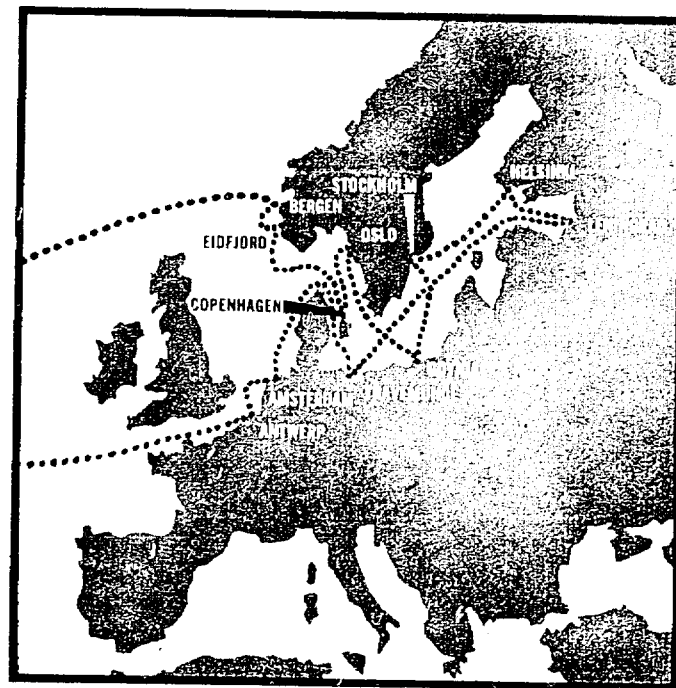 HELSINKI
STOCKHOLM
BERGEN
OSLO
EIDFJORD
COPENHAGEN
AMSTERDAM
ANTWERP